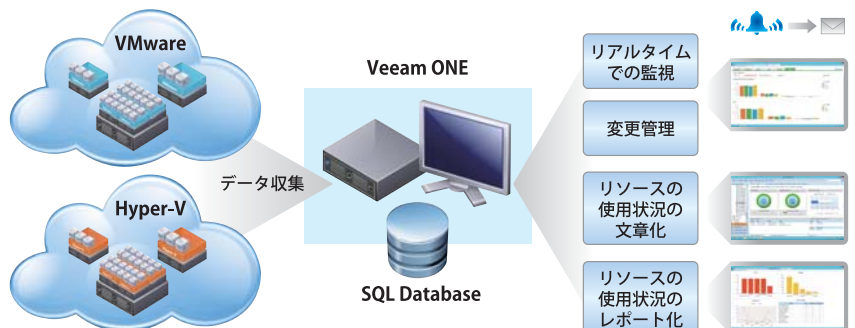 VMware
Hyper-V
データ収集
Veeam ONE
SQL Database
リアルタイム
での監視
変更管理
リソースの
使用状況の
文章化
リソースの
使用状況の
レポート化